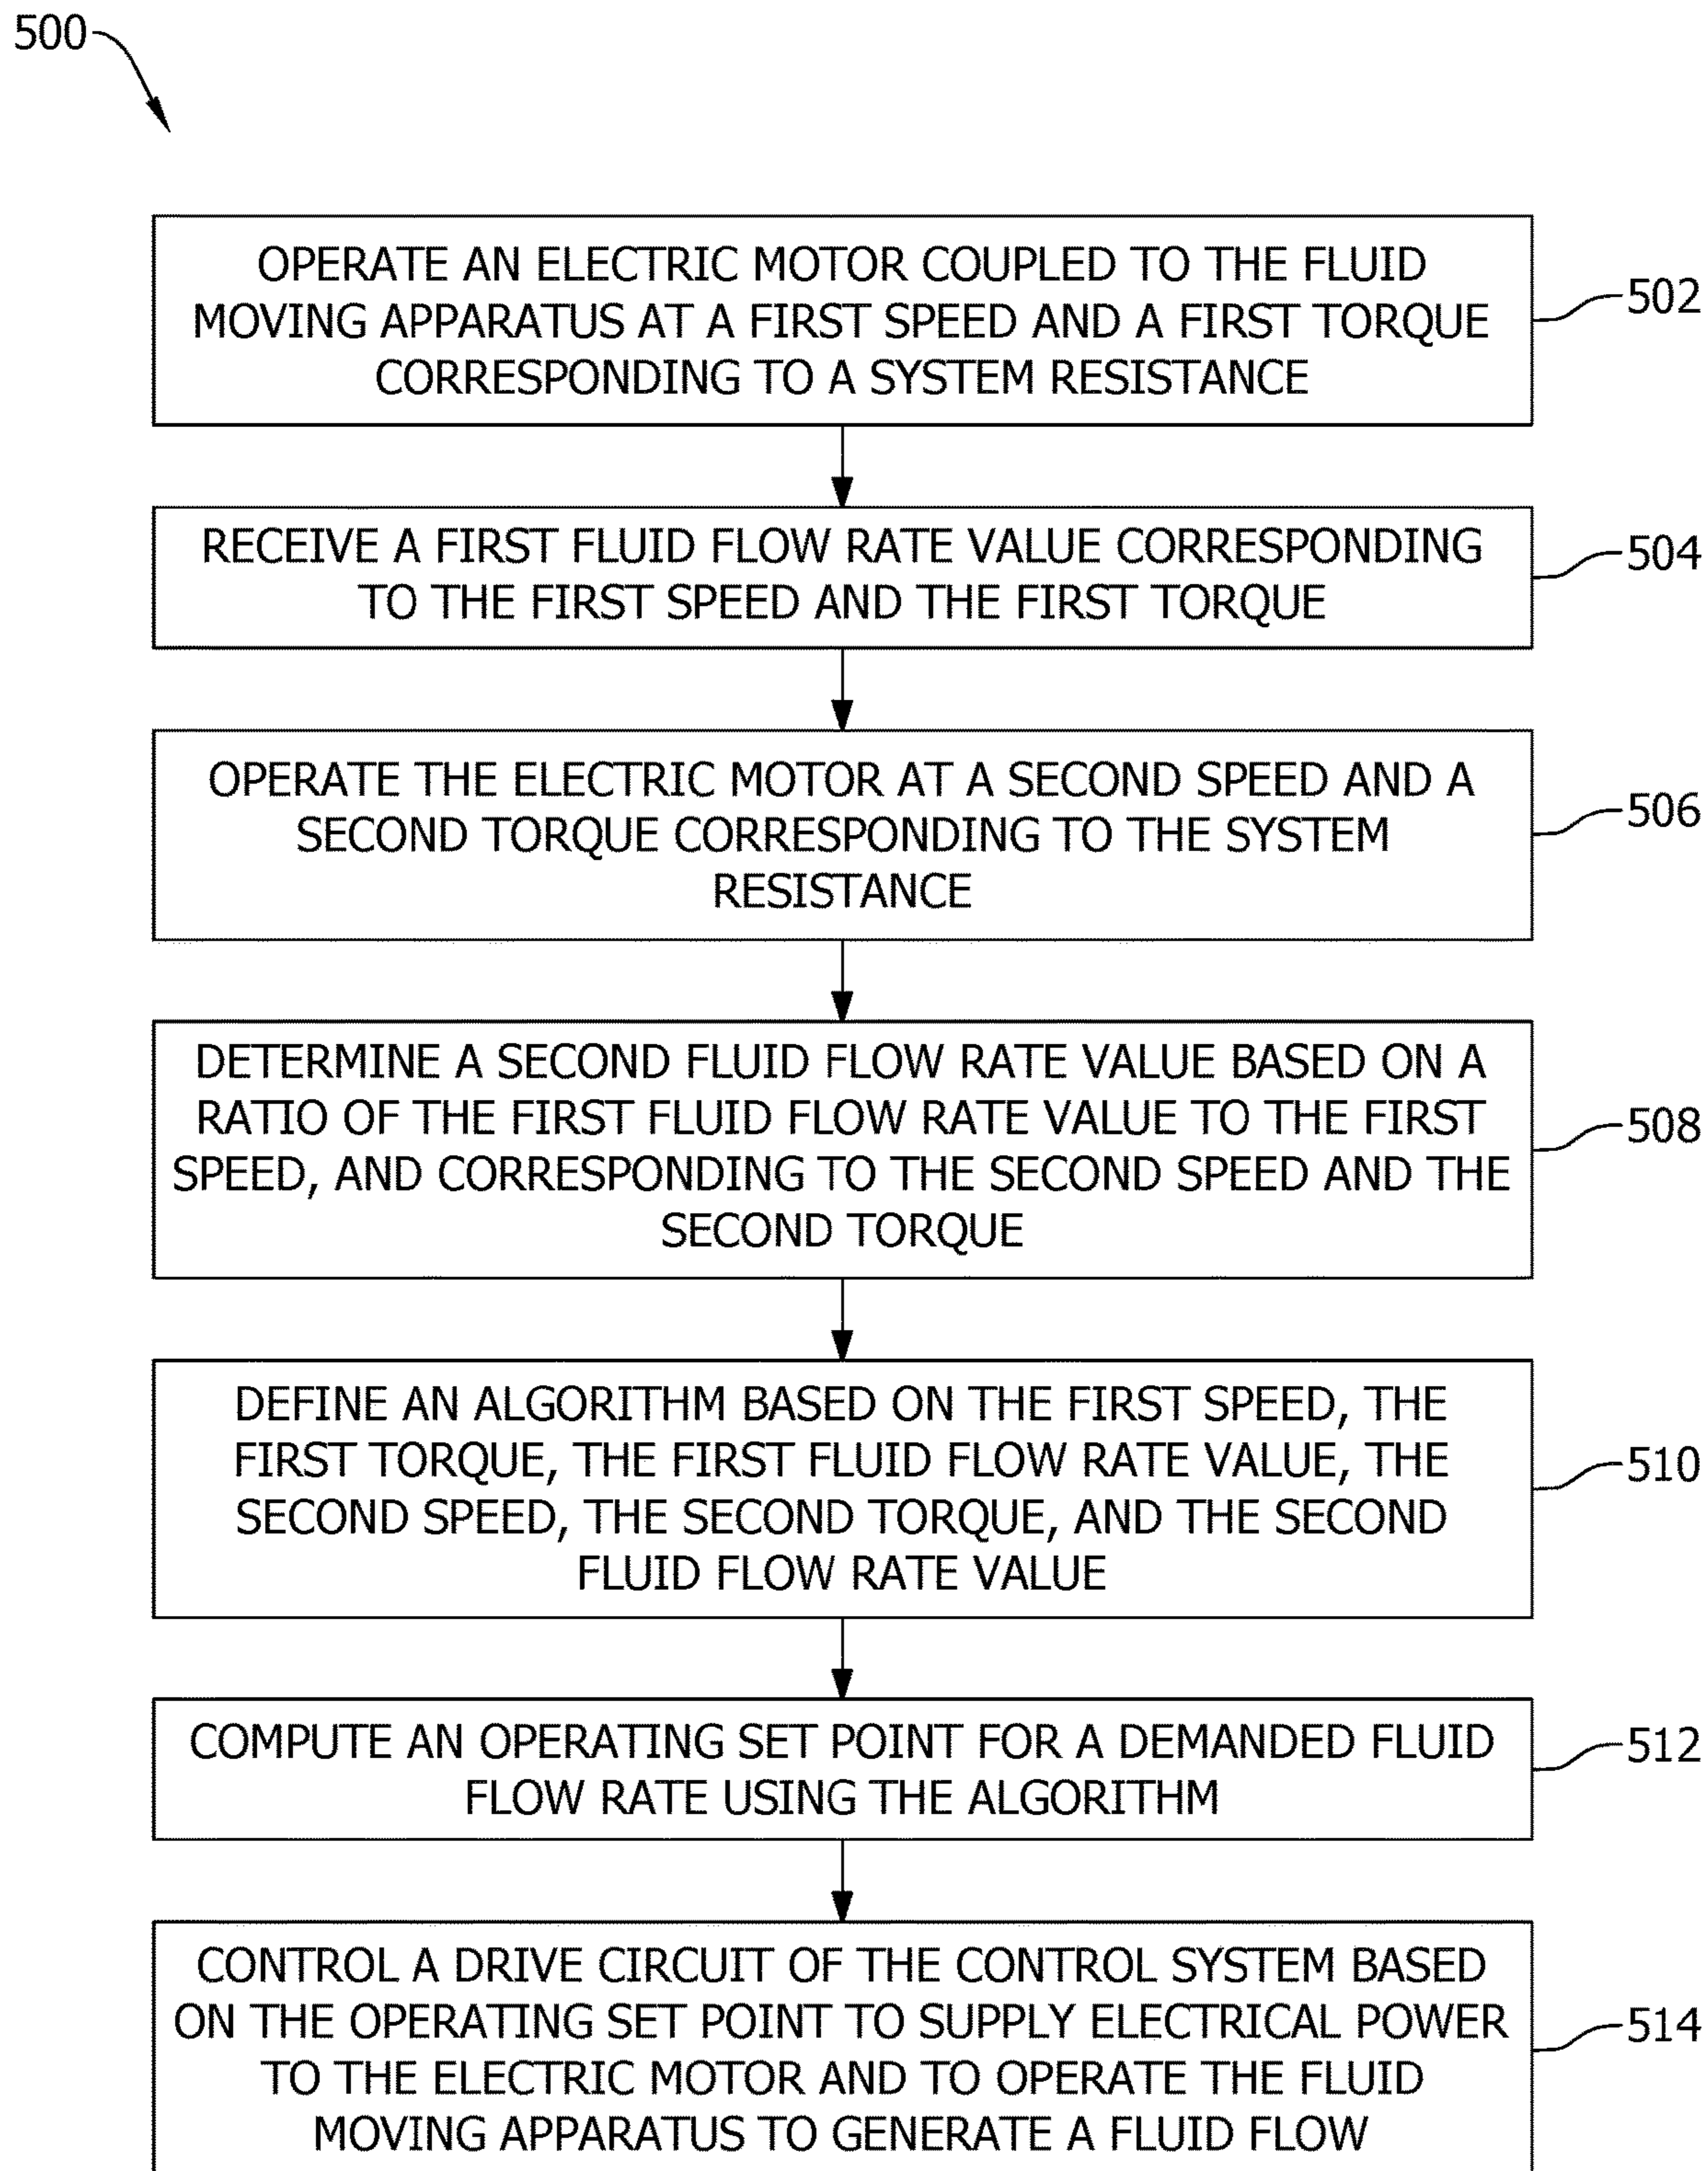 500
OPERATE AN ELECTRIC MOTOR COUPLED TO THE FLUID
MOVING APPARATUS AT A FIRST SPEED AND A FIRST TORQUE
CORRESPONDING TO A SYSTEM RESISTANCE
502
RECEIVE A FIRST FLUID FLOW RATE VALUE CORRESPONDING
TO THE FIRST SPEED AND THE FIRST TORQUE
504
OPERATE THE ELECTRIC MOTOR AT A SECOND SPEED AND A
SECOND TORQUE CORRESPONDING TO THE SYSTEM
RESISTANCE
506
DETERMINE A SECOND FLUID FLOW RATE VALUE BASED ON A
RATIO OF THE FIRST FLUID FLOW RATE VALUE TO THE FIRST
SPEED, AND CORRESPONDING TO THE SECOND SPEED AND THE
SECOND TORQUE
508
DEFINE AN ALGORITHM BASED ON THE FIRST SPEED, THE
FIRST TORQUE, THE FIRST FLUID FLOW RATE VALUE, THE
SECOND SPEED, THE SECOND TORQUE, AND THE SECOND
FLUID FLOW RATE VALUE
510
COMPUTE AN OPERATING SET POINT FOR A DEMANDED FLUID
FLOW RATE USING THE ALGORITHM
512
CONTROL A DRIVE CIRCUIT OF THE CONTROL SYSTEM BASED
ON THE OPERATING SET POINT TO SUPPLY ELECTRICAL POWER
TO THE ELECTRIC MOTOR AND TO OPERATE THE FLUID
MOVING APPARATUS TO GENERATE A FLUID FLOW
514